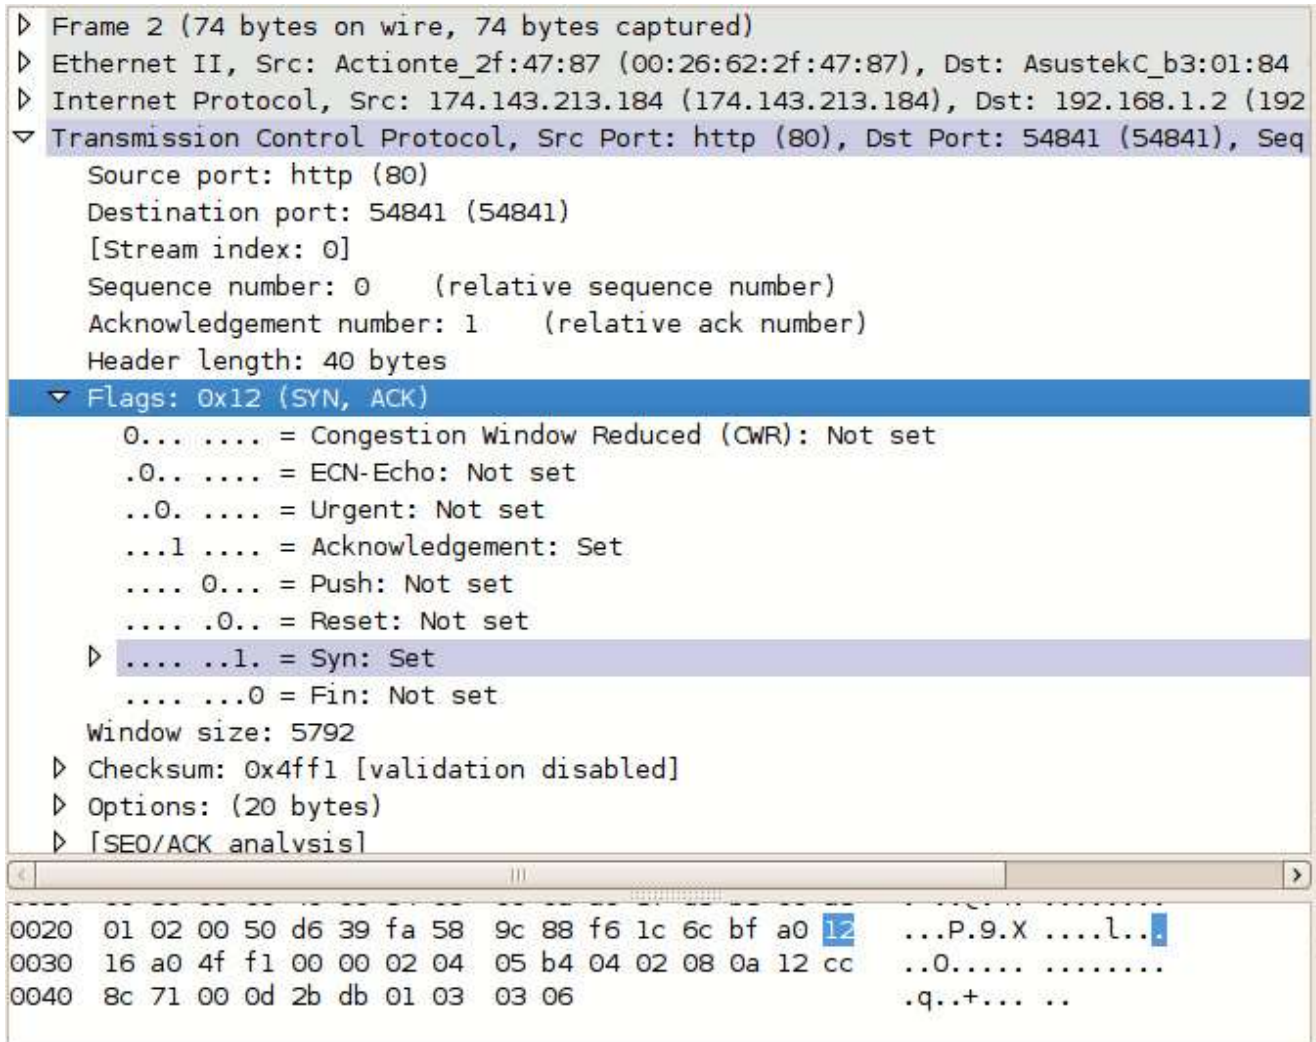 Frame 2 (74 bytes on wire, 74 bytes captured)
Ethernet II, Src: Actionte_2f:47:87 (00:26:62:2f:47:87), Dst: AsustekC_b3:01:84
Internet Protocol, Src: 174.143.213.184 (174.143.213.184), Dst: 192.168.1.2 (192
Transmission Control Protocol, Src Port: http (80), Dst Port: 54841 (54841), Seq
Source port: http (80)
Destination port: 54841 (54841)
[Stream index: 0]
Sequence number: 0    (relative sequence number)
Acknowledgement number: 1    (relative ack number)
Header length: 40 bytes
Flags: 0x12 (SYN, ACK)
0... .... = Congestion Window Reduced (CWR): Not set
.0.. .... = ECN-Echo: Not set
..0. .... = Urgent: Not set
...1 .... = Acknowledgement: Set
.... 0... = Push: Not set
.... .0.. = Reset: Not set
.... ..1. = Syn: Set
.... ...0 = Fin: Not set
Window size: 5792
Checksum: 0x4ff1 [validation disabled]
Options: (20 bytes)
[SEQ/ACK analysis]
0020  01 02 00 50 d6 39 fa 58  9c 88 f6 1c 6c bf a0 12  ...P.9.X ....l...
0030  16 a0 4f f1 00 00 02 04  05 b4 04 02 08 0a 12 cc  ..O..... ........
0040  8c 71 00 0d 2b db 01 03  03 06  .q..+... ..